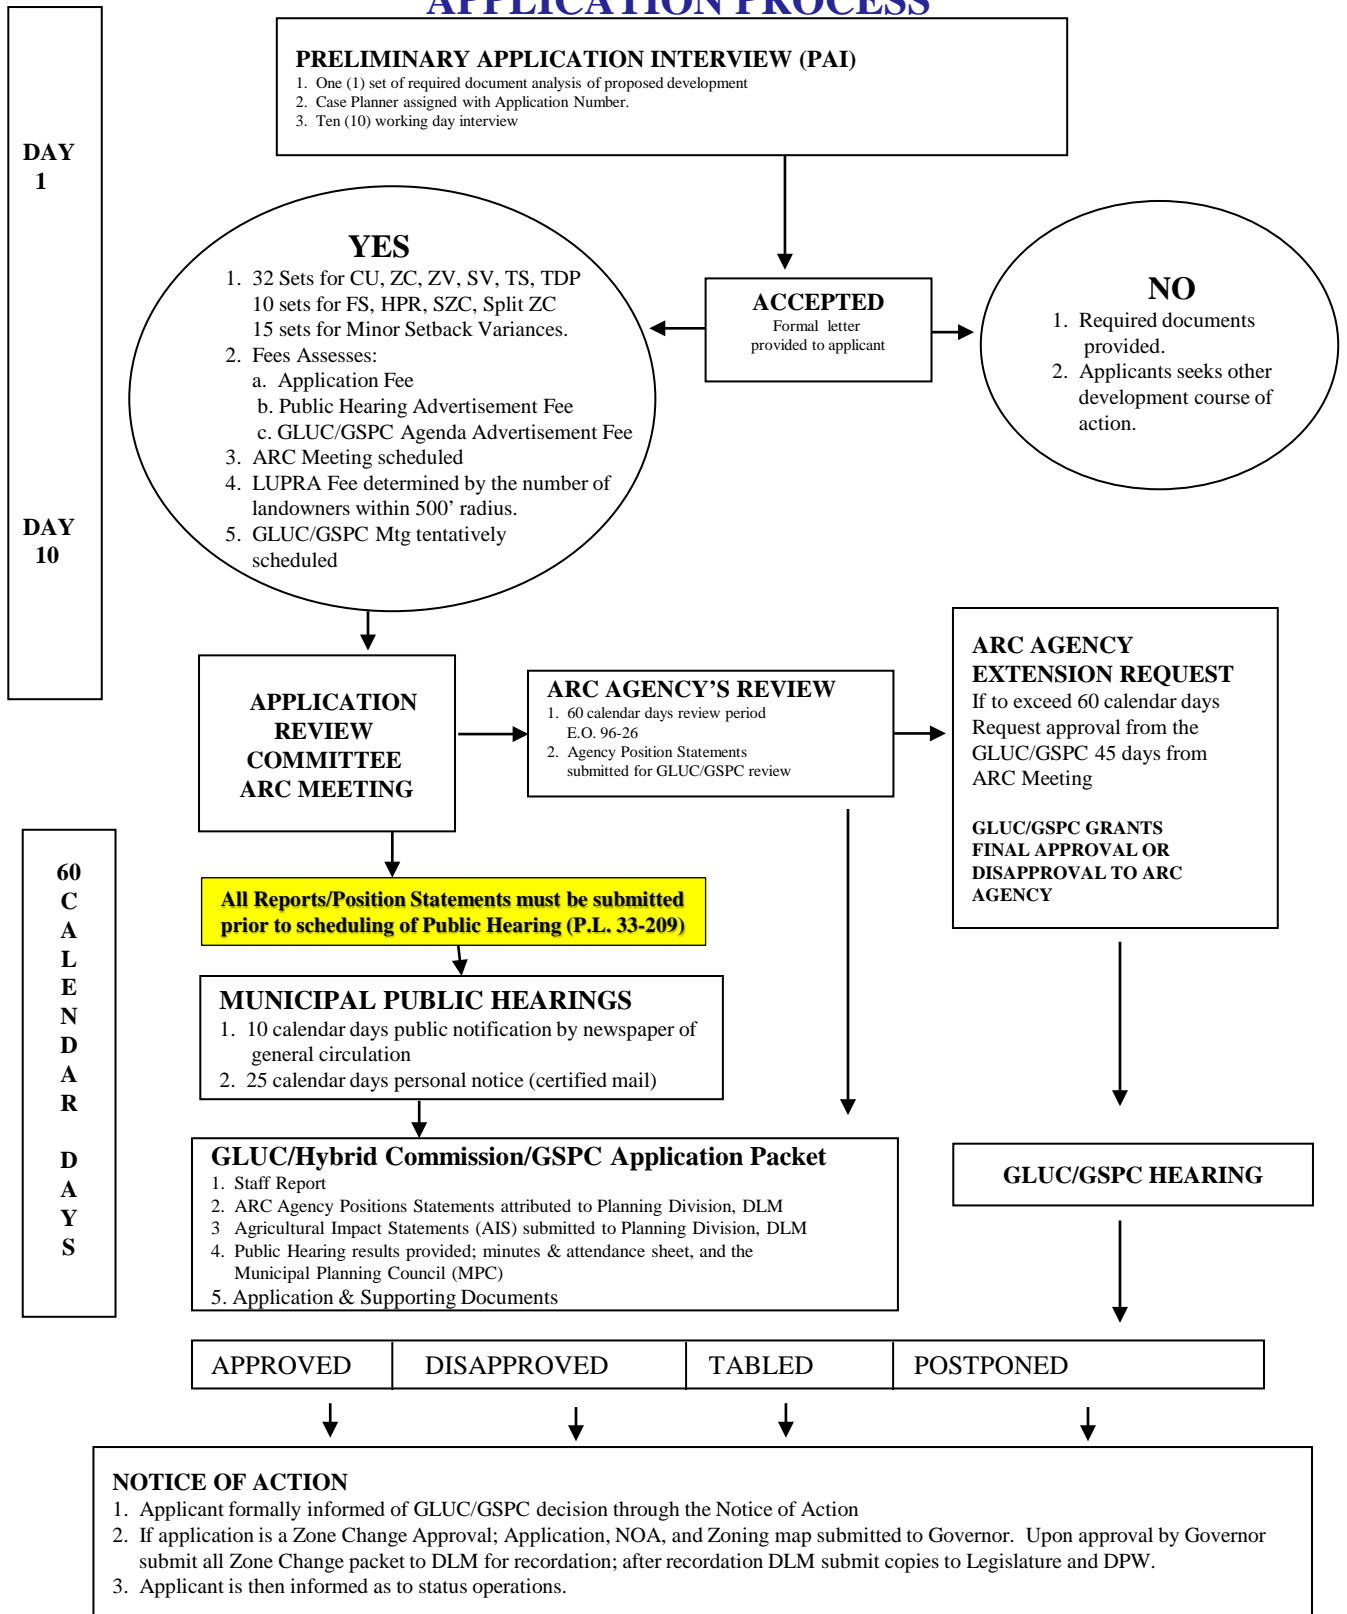 APPLICATION PROCESS
PRELIMINARY APPLICATION INTERVIEW (PAI)
1. One (1) set of required document analysis of proposed development
2. Case Planner assigned with Application Number.
3. Ten (10) working day interview
DAY
1
DAY
10
YES
1. 32 Sets for CU, ZC, ZV, SV, TS, TDP
10 sets for FS, HPR, SZC, Split ZC
15 sets for Minor Setback Variances.
2. Fees Assesses:
a. Application Fee
b. Public Hearing Advertisement Fee
c. GLUC/GSPC Agenda Advertisement Fee
3. ARC Meeting scheduled
4. LUPRA Fee determined by the number of
landowners within 500’ radius.
5. GLUC/GSPC Mtg tentatively
scheduled
ACCEPTED
Formal letter
provided to applicant
NO
1. Required documents
provided.
2. Applicants seeks other
development course of
action.
APPLICATION
REVIEW
COMMITTEE
ARC MEETING
ARC AGENCY’S REVIEW
1. 60 calendar days review period
E.O. 96-26
2. Agency Position Statements
submitted for GLUC/GSPC review
ARC AGENCY
EXTENSION REQUEST
If to exceed 60 calendar days
Request approval from the
GLUC/GSPC 45 days from
ARC Meeting
GLUC/GSPC GRANTS
FINAL APPROVAL OR
DISAPPROVAL TO ARC
AGENCY
60
C
A
L
E
N
D
A
R
D
A
Y
S
All Reports/Position Statements must be submitted
prior to scheduling of Public Hearing (P.L. 33-209)
MUNICIPAL PUBLIC HEARINGS
1. 10 calendar days public notification by newspaper of
general circulation
2. 25 calendar days personal notice (certified mail)
GLUC/Hybrid Commission/GSPC Application Packet
1. Staff Report
2. ARC Agency Positions Statements attributed to Planning Division, DLM
3 Agricultural Impact Statements (AIS) submitted to Planning Division, DLM
4. Public Hearing results provided; minutes & attendance sheet, and the
Municipal Planning Council (MPC)
5. Application & Supporting Documents
GLUC/GSPC HEARING
APPROVED DISAPPROVED TABLED POSTPONED
NOTICE OF ACTION
1. Applicant formally informed of GLUC/GSPC decision through the Notice of Action
2. If application is a Zone Change Approval; Application, NOA, and Zoning map submitted to Governor. Upon approval by Governor
submit all Zone Change packet to DLM for recordation; after recordation DLM submit copies to Legislature and DPW.
3. Applicant is then informed as to status operations.